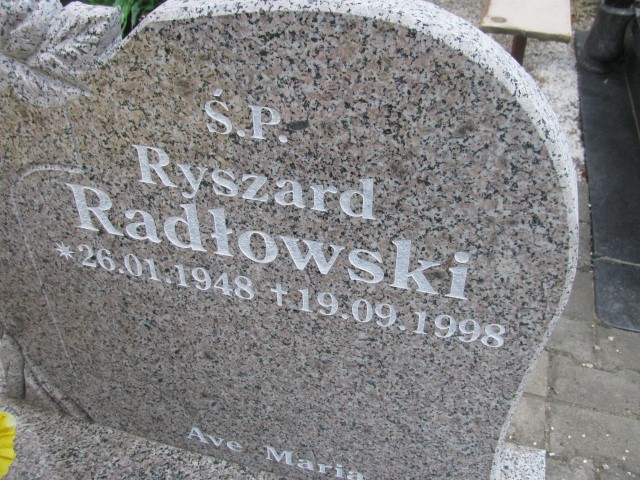 Ś.P.
Ryszard
Radłowski
*26.01.1948 †19.09.1998
Ave Maria